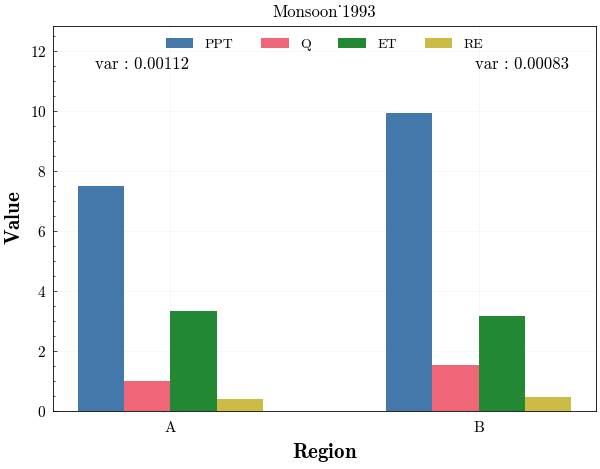 Monsoon˙1993
PPT Q ET RE
var : 0.00112
var : 0.00083
12
10
8
6
4
2
0
Value
A B
Region